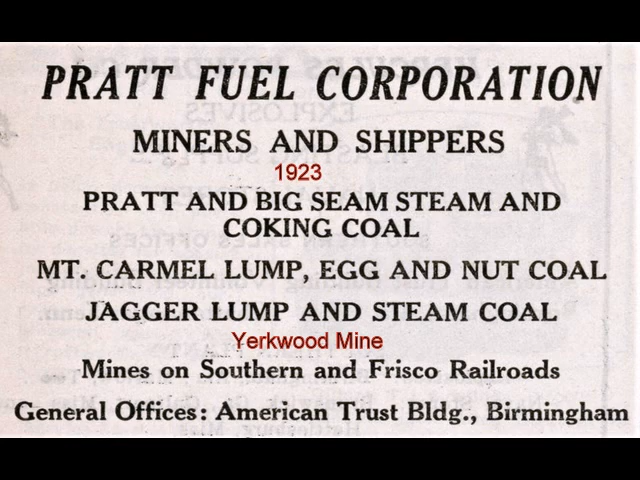 PRATT FUEL CORPORATION
MINERS AND SHIPPERS
1923
PRATT AND BIG SEAM STEAM AND
COKING COAL
MT. CARMEL LUMP, EGG AND NUT COAL
JAGGER LUMP AND STEAM COAL
Yerkwood Mine
Mines on Southern and Frisco Railroads
General Offices: American Trust Bldg., Birmingham